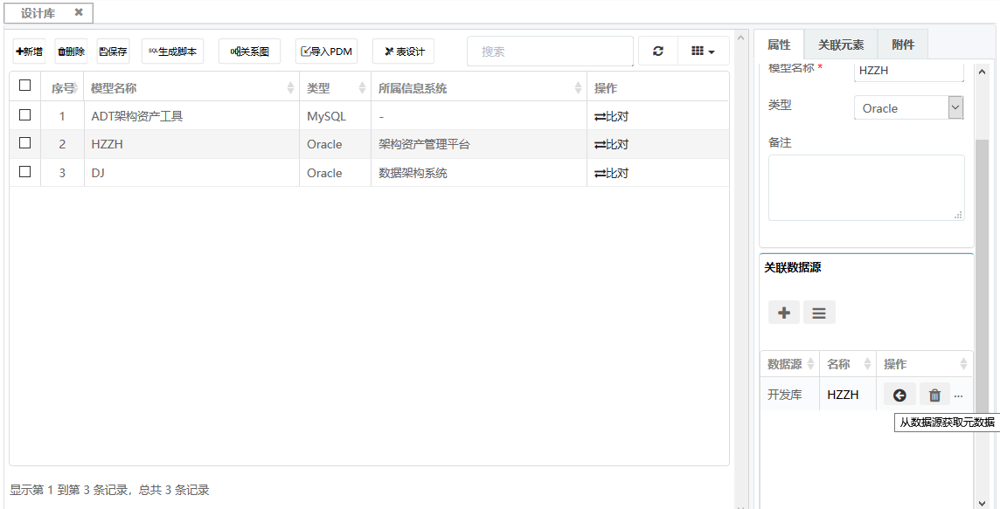 设计库
新增 删除 保存 SQL生成脚本 关系图 导入PDM 表设计 搜索
序号 模型名称 类型 所属信息系统 操作
1 ADT架构资产工具 MySQL - 比对
2 HZZH Oracle 架构资产管理平台 比对
3 DJ Oracle 数据架构系统 比对
显示第 1 到第 3 条记录，总共 3 条记录
属性 关联元素 附件
模型名称 * HZZH
类型 Oracle
备注
关联数据源
数据源 名称 操作
开发库 HZZH ...
从数据源获取元数据